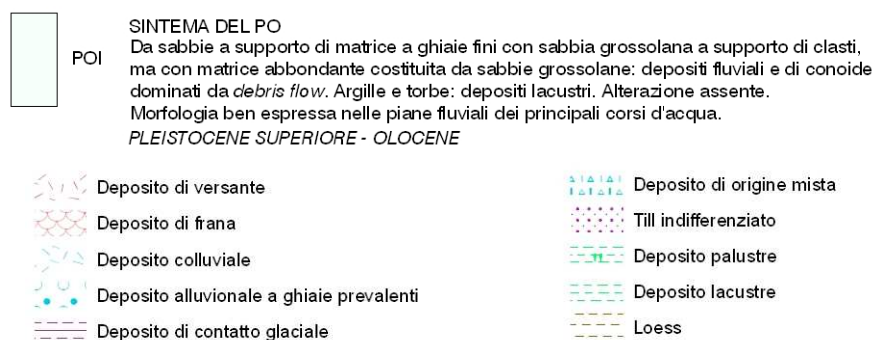 SINTEMA DEL PO
POI
Da sabbie a supporto di matrice a ghiaie fini con sabbia grossolana a supporto di clasti,
ma con matrice abbondante costituita da sabbie grossolane: depositi fluviali e di conoide
dominati da debris flow. Argille e torbe: depositi lacustri. Alterazione assente.
Morfologia ben espressa nelle piane fluviali dei principali corsi d'acqua.
PLEISTOCENE SUPERIORE - OLOCENE
Deposito di versante
Deposito di frana
Deposito colluviale
Deposito alluvionale a ghiaie prevalenti
Deposito di contatto glaciale
Deposito di origine mista
Till indifferenziato
Deposito palustre
Deposito lacustre
Loess